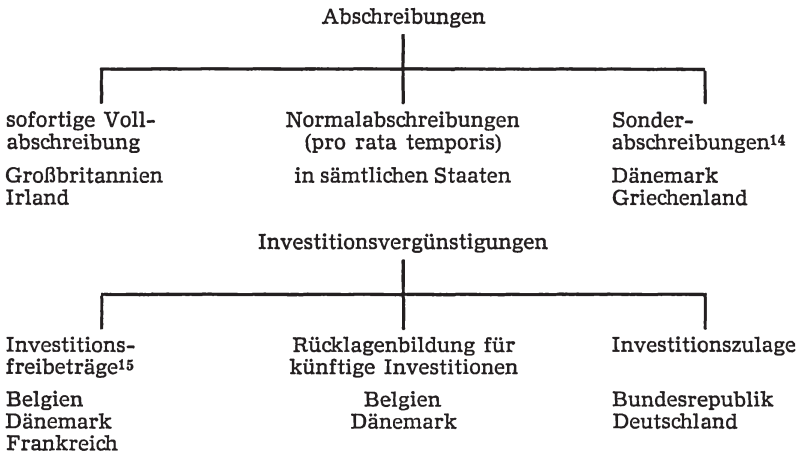 Abschreibungen
sofortige Voll-
abschreibung
Großbritannien
Irland
Normalabschreibungen
(pro rata temporis)
in sämtlichen Staaten
Sonder-
abschreibungen¹⁴
Dänemark
Griechenland
Investitionsvergünstigungen
Investitions-
freibeträge¹⁵
Belgien
Dänemark
Frankreich
Rücklagenbildung für
künftige Investitionen
Belgien
Dänemark
Investitionszulage
Bundesrepublik
Deutschland